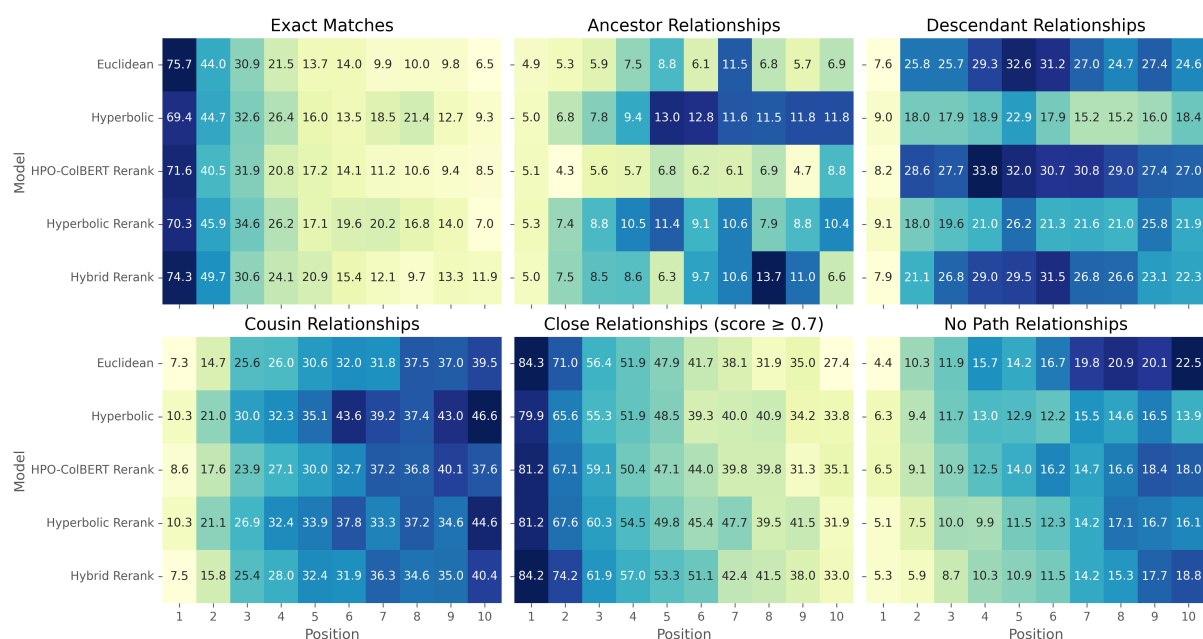 Exact Matches Ancestor Relationships Descendant Relationships
Model
Euclidean 75.7 44.0 30.9 21.5 13.7 14.0 9.9 10.0 9.8 6.5 4.9 5.3 5.9 7.5 8.8 6.1 11.5 6.8 5.7 6.9 7.6 25.8 25.7 29.3 32.6 31.2 27.0 24.7 27.4 24.6
Hyperbolic 69.4 44.7 32.6 26.4 16.0 13.5 18.5 21.4 12.7 9.3 5.0 6.8 7.8 9.4 13.0 12.8 11.6 11.5 11.8 11.8 9.0 18.0 17.9 18.9 22.9 17.9 15.2 15.2 16.0 18.4
HPO-ColBERT Rerank 71.6 40.5 31.9 20.8 17.2 14.1 11.2 10.6 9.4 8.5 5.1 4.3 5.6 5.7 6.8 6.2 6.1 6.9 4.7 8.8 8.2 28.6 27.7 33.8 32.0 30.7 30.8 29.0 27.4 27.0
Hyperbolic Rerank 70.3 45.9 34.6 26.2 17.1 19.6 20.2 16.8 14.0 7.0 5.3 7.4 8.8 10.5 11.4 9.1 10.6 7.9 8.8 10.4 9.1 18.0 19.6 21.0 26.2 21.3 21.6 21.0 25.8 21.9
Hybrid Rerank 74.3 49.7 30.6 24.1 20.9 15.4 12.1 9.7 13.3 11.9 5.0 7.5 8.5 8.6 6.3 9.7 10.6 13.7 11.0 6.6 7.9 21.1 26.8 29.0 29.5 31.5 26.8 26.6 23.1 22.3
Cousin Relationships Close Relationships (score ≥ 0.7) No Path Relationships
Model
Euclidean 7.3 14.7 25.6 26.0 30.6 32.0 31.8 37.5 37.0 39.5 84.3 71.0 56.4 51.9 47.9 41.7 38.1 31.9 35.0 27.4 4.4 10.3 11.9 15.7 14.2 16.7 19.8 20.9 20.1 22.5
Hyperbolic 10.3 21.0 30.0 32.3 35.1 43.6 39.2 37.4 43.0 46.6 79.9 65.6 55.3 51.9 48.5 39.3 40.0 40.9 34.2 33.8 6.3 9.4 11.7 13.0 12.9 12.2 15.5 14.6 16.5 13.9
HPO-ColBERT Rerank 8.6 17.6 23.9 27.1 30.0 32.7 37.2 36.8 40.1 37.6 81.2 67.1 59.1 50.4 47.1 44.0 39.8 39.8 31.3 35.1 6.5 9.1 10.9 12.5 14.0 16.2 14.7 16.6 18.4 18.0
Hyperbolic Rerank 10.3 21.1 26.9 32.4 33.9 37.8 33.3 37.2 34.6 44.6 81.2 67.6 60.3 54.5 49.8 45.4 47.7 39.5 41.5 31.9 5.1 7.5 10.0 9.9 11.5 12.3 14.2 17.1 16.7 16.1
Hybrid Rerank 7.5 15.8 25.4 28.0 32.4 31.9 36.3 34.6 35.0 40.4 84.2 74.2 61.9 57.0 53.3 51.1 42.4 41.5 38.0 33.0 5.3 5.9 8.7 10.3 10.9 11.5 14.2 15.3 17.7 18.8
1 2 3 4 5 6 7 8 9 10 1 2 3 4 5 6 7 8 9 10 1 2 3 4 5 6 7 8 9 10
Position Position Position